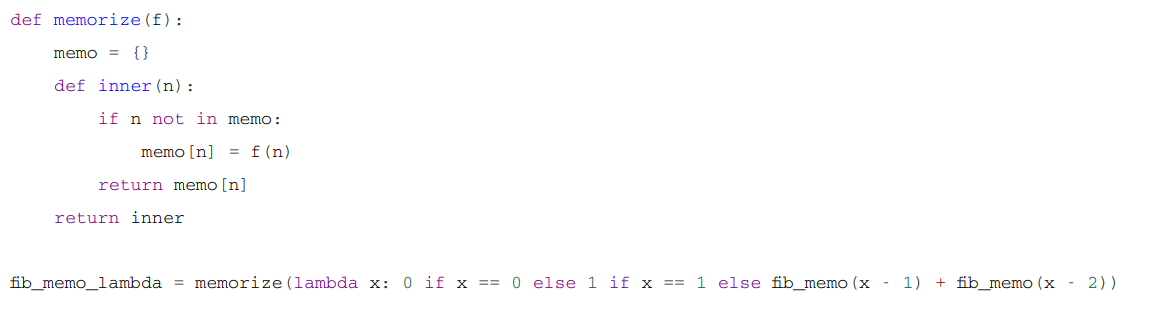 def memorize(f):
    memo = {}
    def inner(n):
        if n not in memo:
            memo[n] = f(n)
        return memo[n]
    return inner

fib_memo_lambda = memorize(lambda x: 0 if x == 0 else 1 if x == 1 else fib_memo(x - 1) + fib_memo(x - 2))